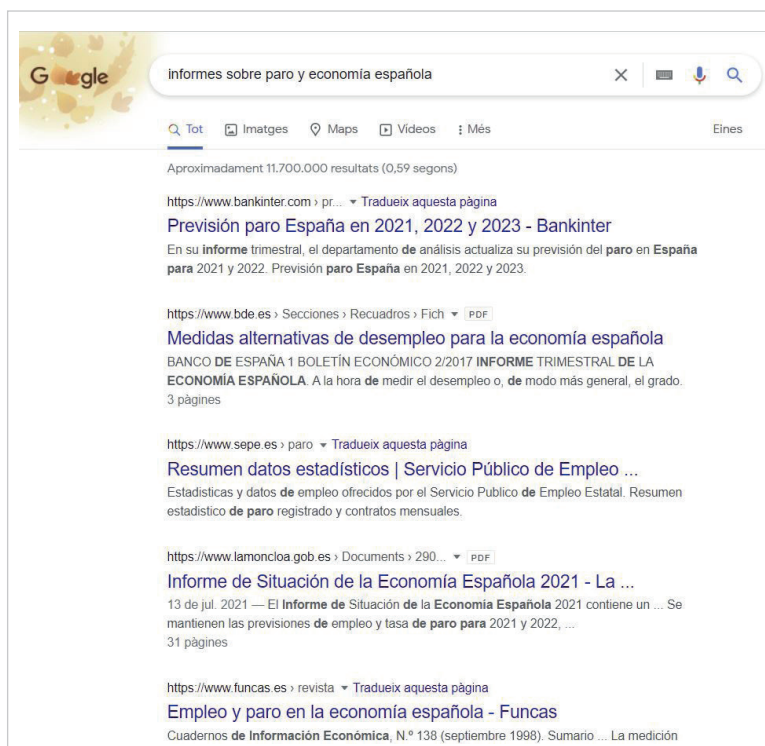 Google
informes sobre paro y economía española
Tot Imatges Maps Vídeos Més Eines
Aproximadament 11.700.000 resultats (0,59 segons)
https://www.bankinter.com › pr... Tradueix aquesta pàgina
Previsión paro España en 2021, 2022 y 2023 - Bankinter
En su informe trimestral, el departamento de análisis actualiza su previsión del paro en España
para 2021 y 2022. Previsión paro España en 2021, 2022 y 2023.
https://www.bde.es › Secciones › Recuadros › Fich PDF
Medidas alternativas de desempleo para la economía española
BANCO DE ESPAÑA 1 BOLETÍN ECONÓMICO 2/2017 INFORME TRIMESTRAL DE LA
ECONOMÍA ESPAÑOLA. A la hora de medir el desempleo o, de modo más general, el grado.
3 pàgines
https://www.sepe.es › paro Tradueix aquesta pàgina
Resumen datos estadísticos | Servicio Público de Empleo ...
Estadisticas y datos de empleo ofrecidos por el Servicio Publico de Empleo Estatal. Resumen
estadistico de paro registrado y contratos mensuales.
https://www.lamoncloa.gob.es › Documents › 290... PDF
Informe de Situación de la Economía Española 2021 - La ...
13 de jul. 2021 — El Informe de Situación de la Economía Española 2021 contiene un ... Se
mantienen las previsiones de empleo y tasa de paro para 2021 y 2022, ...
31 pàgines
https://www.funcas.es › revista Tradueix aquesta pàgina
Empleo y paro en la economía española - Funcas
Cuadernos de Información Económica, N.º 138 (septiembre 1998). Sumario ... La medición